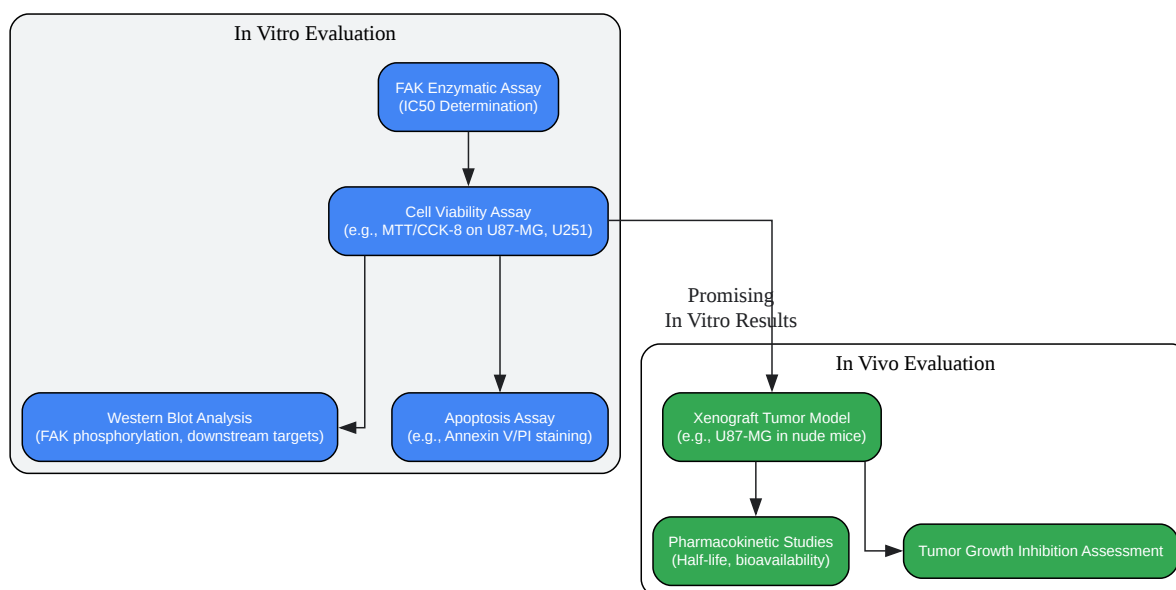 In Vitro Evaluation
FAK Enzymatic Assay
(IC50 Determination)
Cell Viability Assay
(e.g., MTT/CCK-8 on U87-MG, U251)
Promising
In Vitro Results
Western Blot Analysis
(FAK phosphorylation, downstream targets)
Apoptosis Assay
(e.g., Annexin V/PI staining)
In Vivo Evaluation
Xenograft Tumor Model
(e.g., U87-MG in nude mice)
Pharmacokinetic Studies
(Half-life, bioavailability)
Tumor Growth Inhibition Assessment